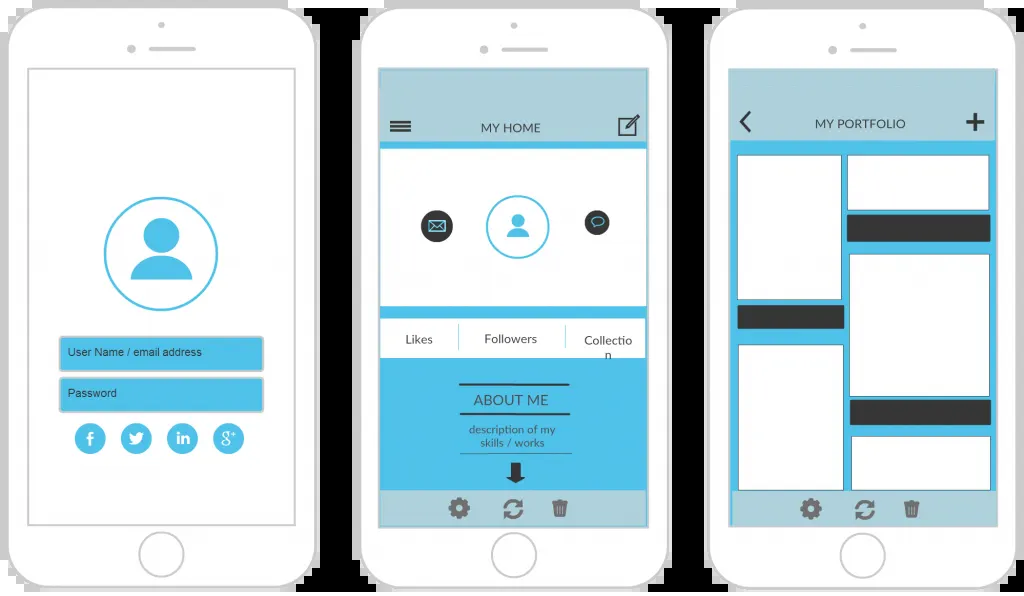 User Name / email address
Password
f
in
g+
MY HOME
Likes
Followers
Collectio
n
ABOUT ME
description of my
skills / works
MY PORTFOLIO